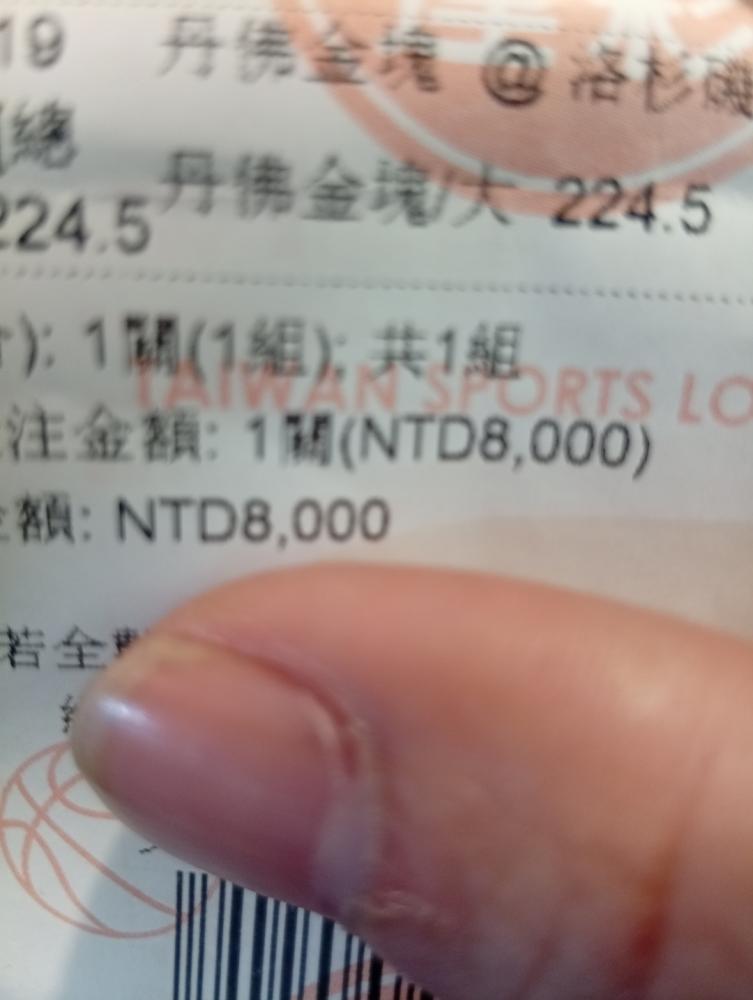 19 丹佛金塊 @ 洛杉磯
總
224.5 丹佛金塊/大 224.5
): 1關(1組); 共1組
TAIWAN SPORTS LO
注金額: 1關(NTD8,000)
額: NTD8,000
若全